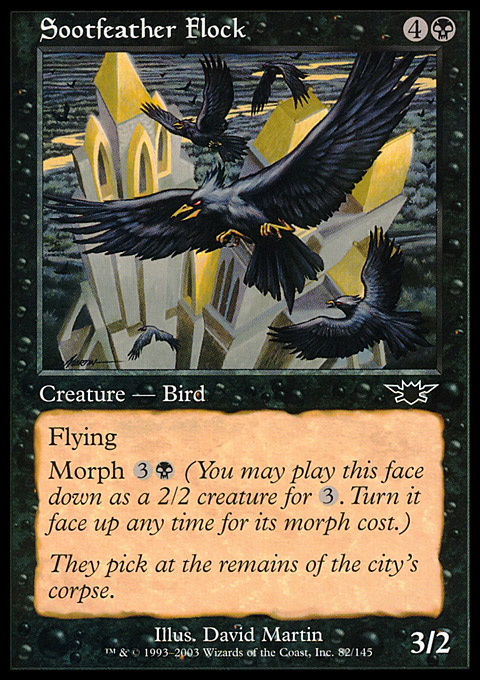 Sootfeather Flock 4
MARTIN
Creature — Bird
Flying
Morph 3 (You may play this face
down as a 2/2 creature for 3. Turn it
face up any time for its morph cost.)
They pick at the remains of the city's
corpse.
Illus. David Martin
™ & © 1993-2003 Wizards of the Coast, Inc. 82/145
3/2